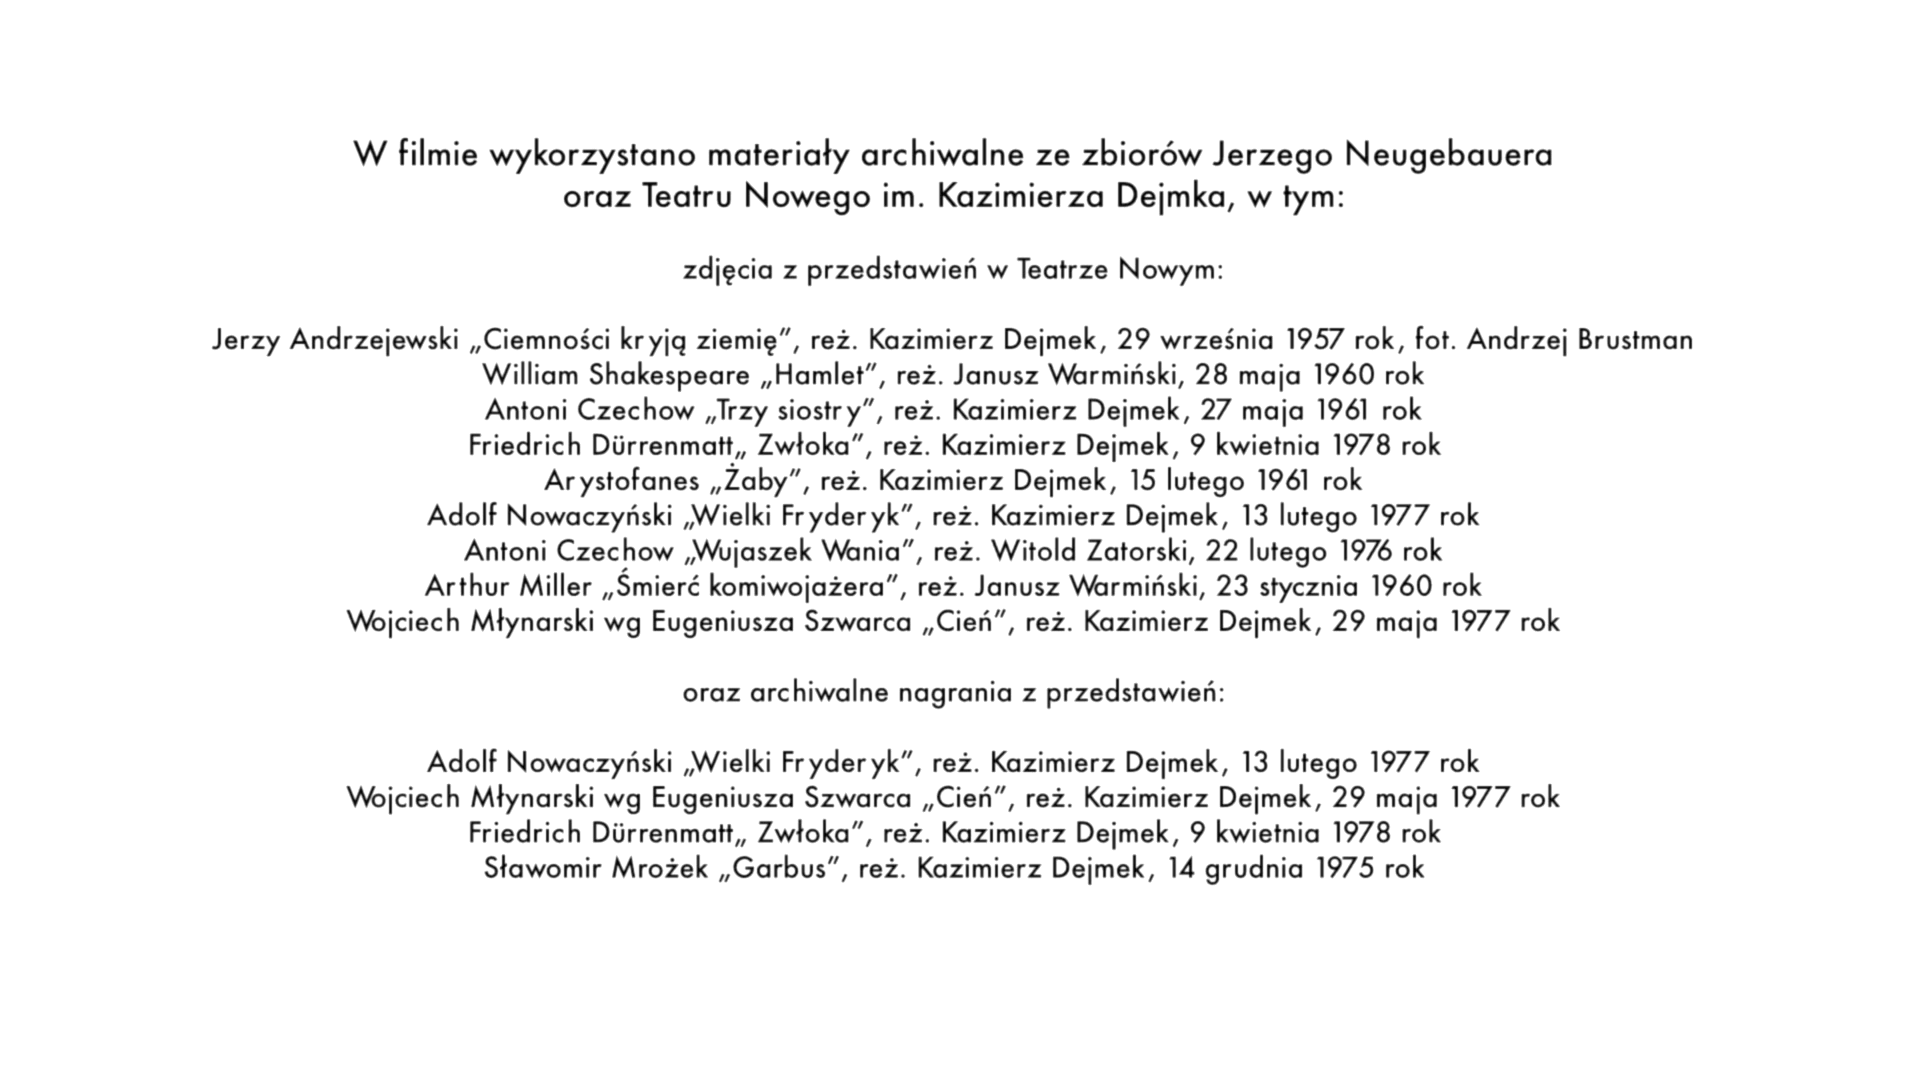 W filmie wykorzystano materiały archiwalne ze zbiorów Jerzego Neugebauera
oraz Teatru Nowego im. Kazimierza Dejmka, w tym:
zdjęcia z przedstawień w Teatrze Nowym:
Jerzy Andrzejewski „Ciemności kryją ziemię”, reż. Kazimierz Dejmek, 29 września 1957 rok, fot. Andrzej Brustman
William Shakespeare „Hamlet”, reż. Janusz Warmiński, 28 maja 1960 rok
Antoni Czechow „Trzy siostry”, reż. Kazimierz Dejmek, 27 maja 1961 rok
Friedrich Dürrenmatt„ Zwłoka”, reż. Kazimierz Dejmek, 9 kwietnia 1978 rok
Arystofanes „Żaby”, reż. Kazimierz Dejmek, 15 lutego 1961 rok
Adolf Nowaczyński „Wielki Fryderyk”, reż. Kazimierz Dejmek, 13 lutego 1977 rok
Antoni Czechow „Wujaszek Wania”, reż. Witold Zatorski, 22 lutego 1976 rok
Arthur Miller „Śmierć komiwojażera”, reż. Janusz Warmiński, 23 stycznia 1960 rok
Wojciech Młynarski wg Eugeniusza Szwarca „Cień”, reż. Kazimierz Dejmek, 29 maja 1977 rok
oraz archiwalne nagrania z przedstawień:
Adolf Nowaczyński „Wielki Fryderyk”, reż. Kazimierz Dejmek, 13 lutego 1977 rok
Wojciech Młynarski wg Eugeniusza Szwarca „Cień”, reż. Kazimierz Dejmek, 29 maja 1977 rok
Friedrich Dürrenmatt„ Zwłoka”, reż. Kazimierz Dejmek, 9 kwietnia 1978 rok
Sławomir Mrożek „Garbus”, reż. Kazimierz Dejmek, 14 grudnia 1975 rok